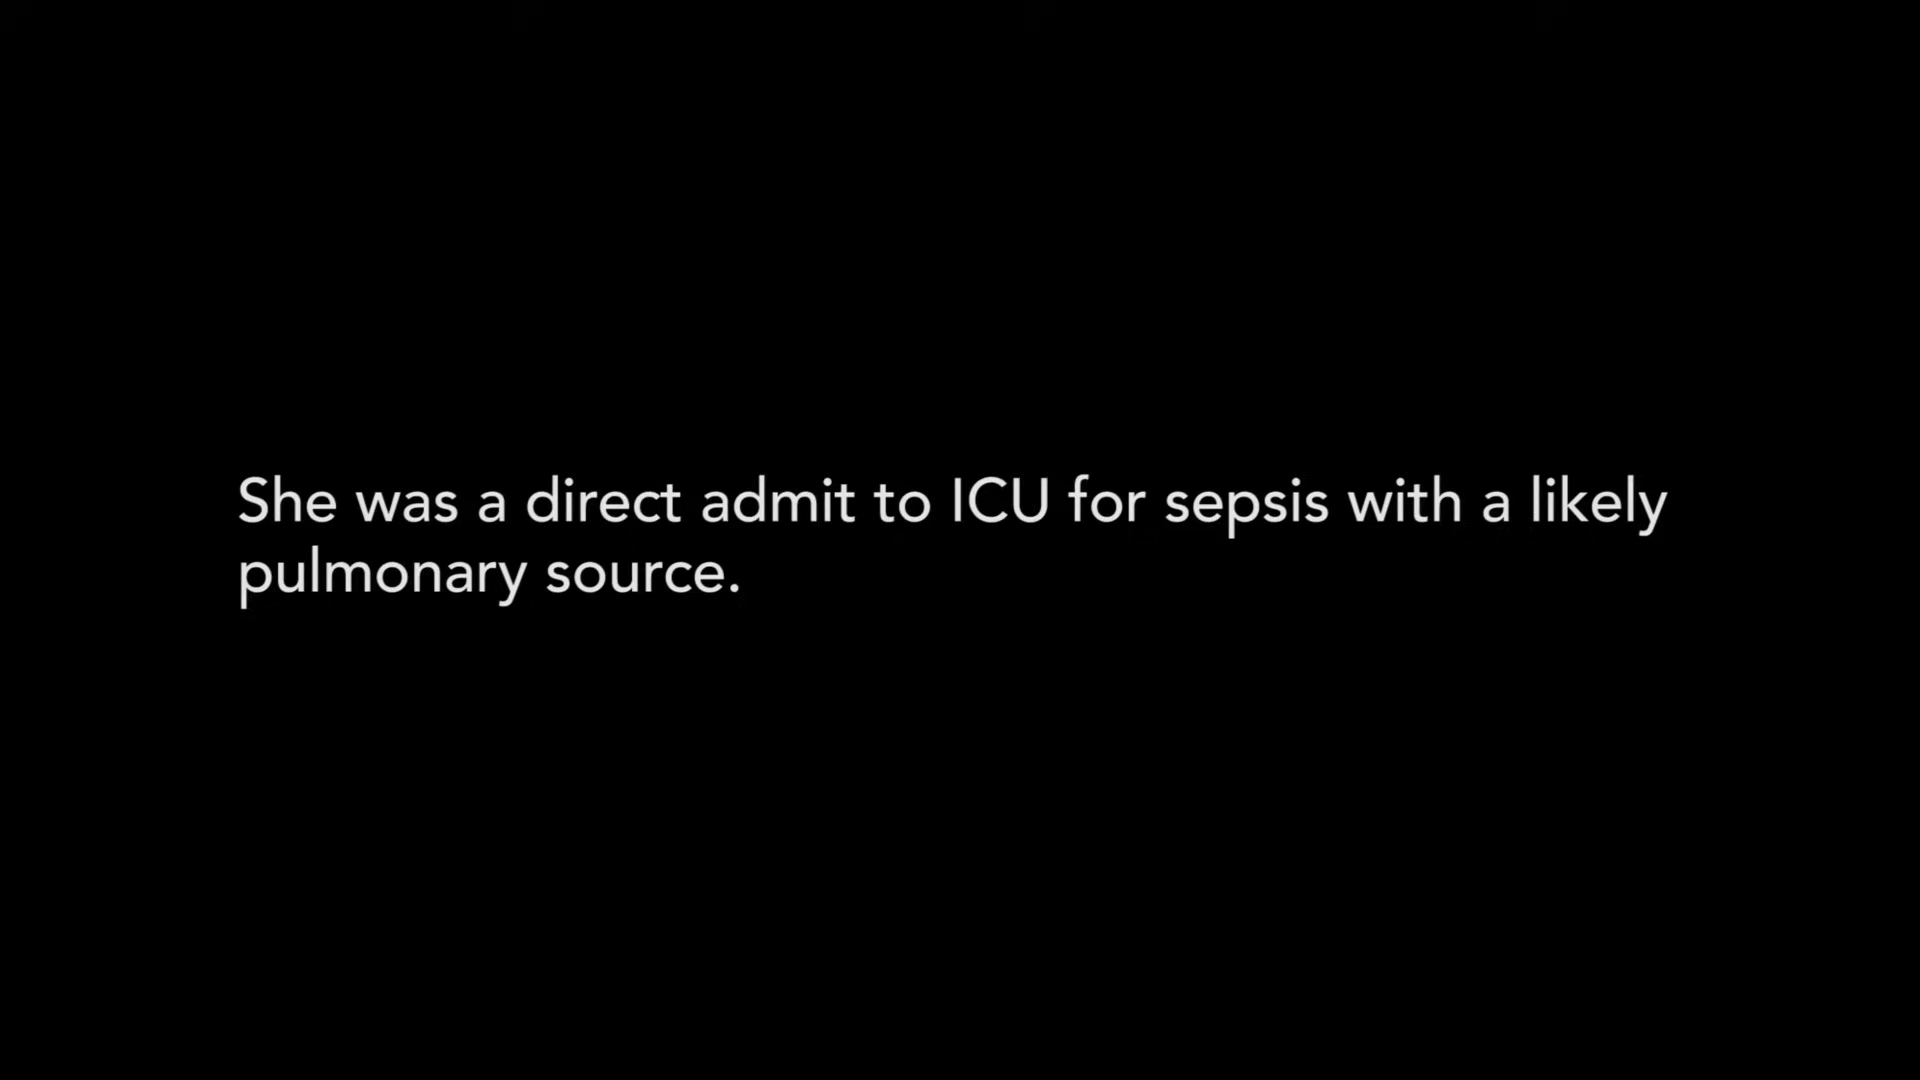 She was a direct admit to ICU for sepsis with a likely
pulmonary source.